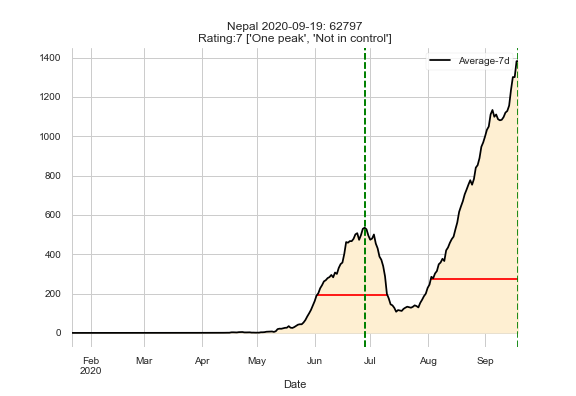 Nepal 2020-09-19: 62797
Rating:7 ['One peak', 'Not in control']
Average-7d
1400
1200
1000
800
600
400
200
0
Feb
2020
Mar
Apr
May
Jun
Jul
Aug
Sep
Date